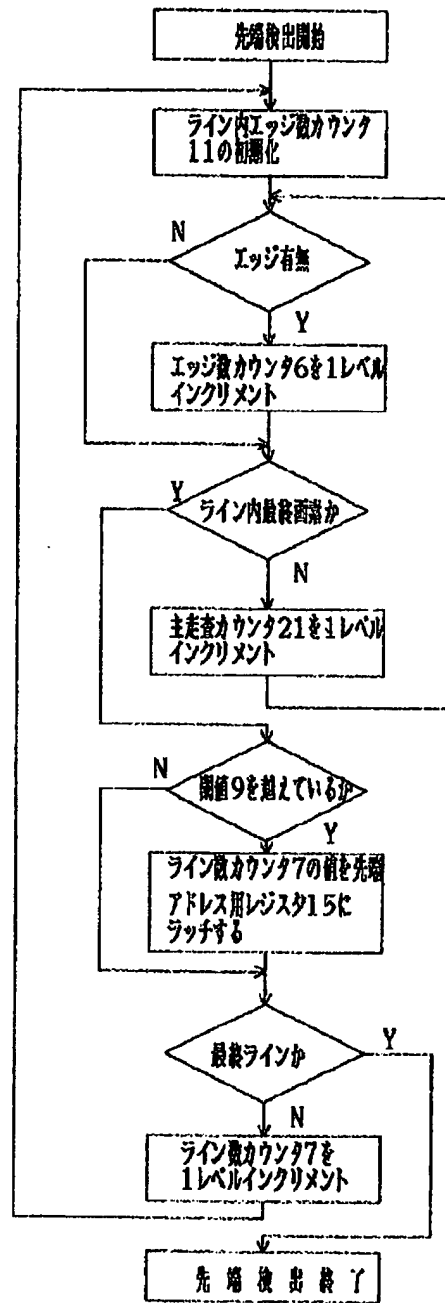 先端検出開始
ライン内エッジ数カウンタ
11の初期化
エッジ有無
N
Y
エッジ数カウンタ6を1レベル
インクリメント
ライン内最終画素か
Y
N
主走査カウンタ21を1レベル
インクリメント
閾値9を越えているか
N
Y
ライン数カウンタ7の値を先端
アドレス用レジスタ15に
ラッチする
最終ラインか
Y
N
ライン数カウンタ7を
1レベルインクリメント
先端検出終了